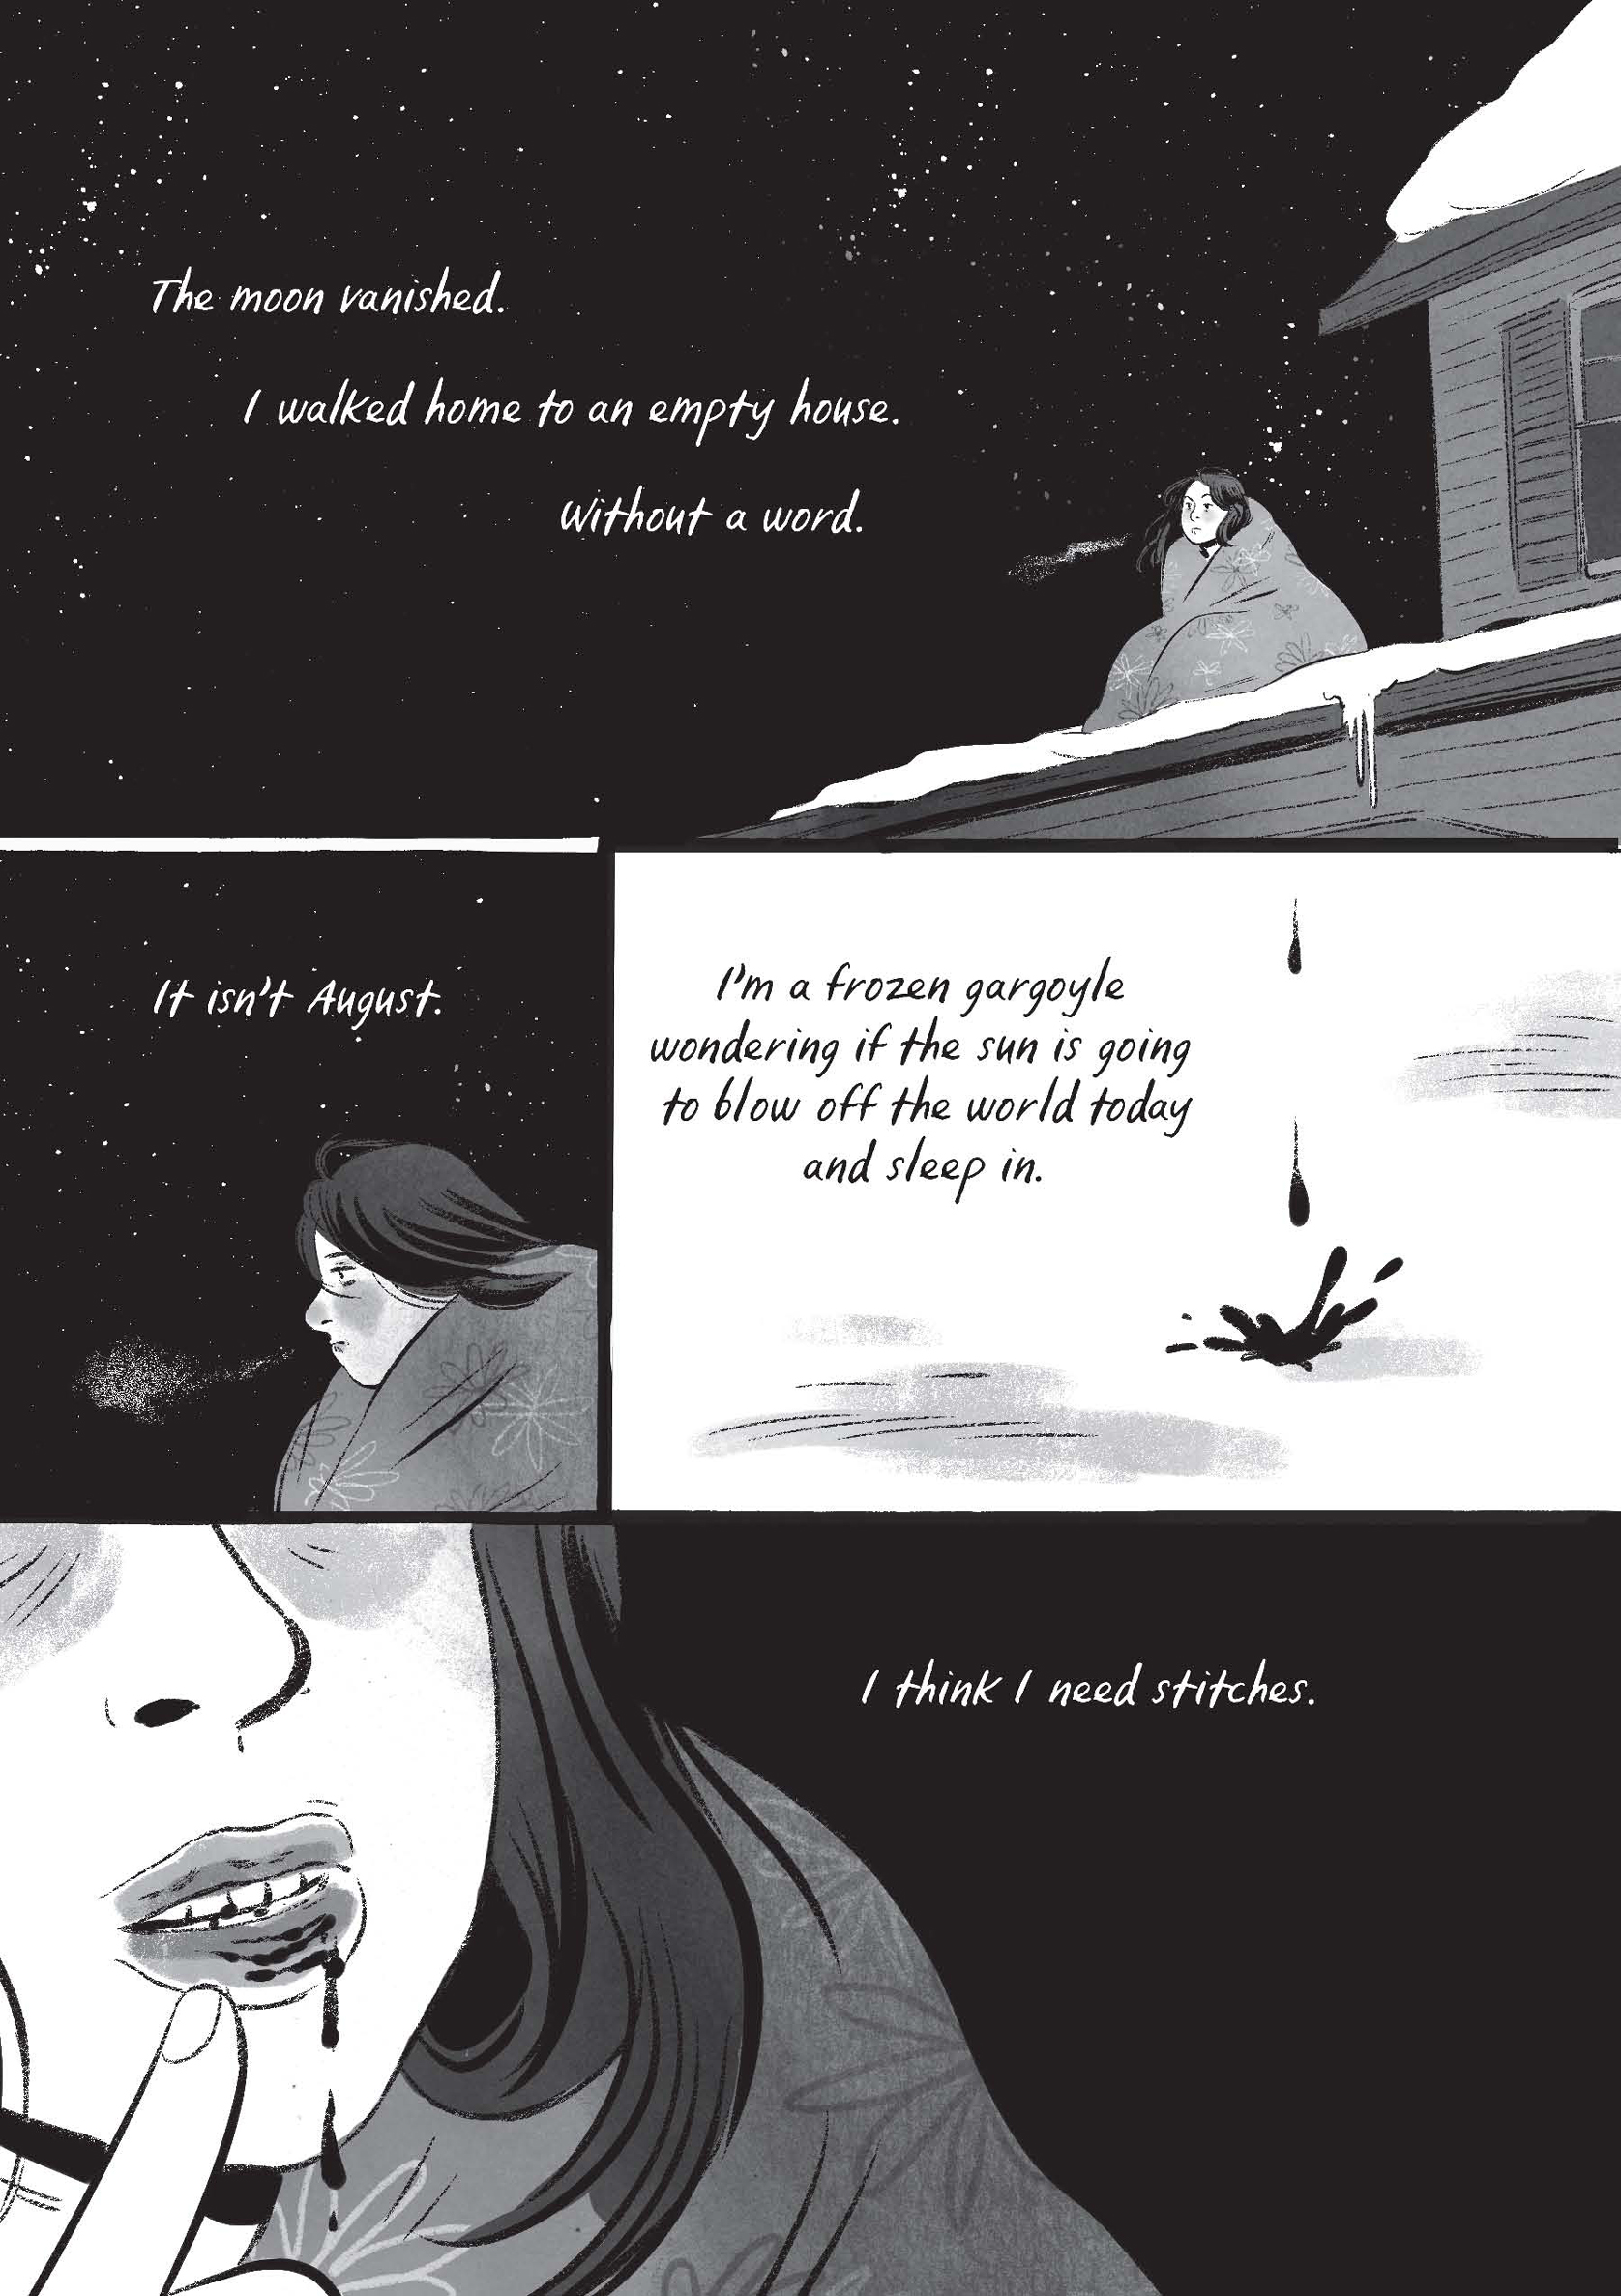 The moon vanished.
I walked home to an empty house.
Without a word.
It isn't August.
I'm a frozen gargoyle
wondering if the sun is going
to blow off the world today
and sleep in.
I think I need stitches.